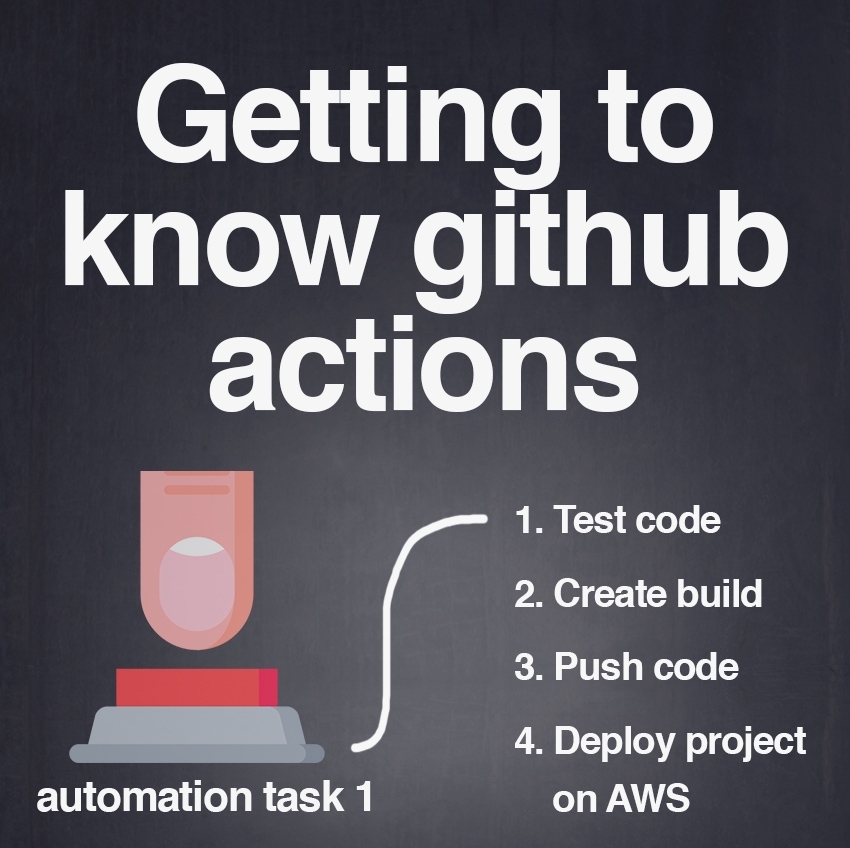 Getting to
know github
actions
1. Test code
2. Create build
3. Push code
4. Deploy project
on AWS
automation task 1